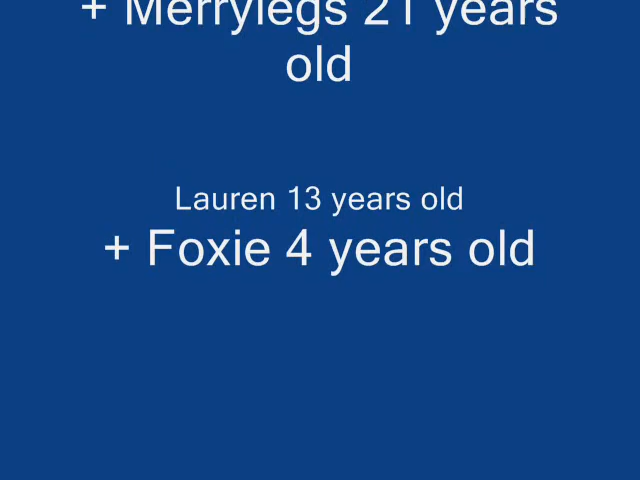 + Merrylegs 21 years
old
Lauren 13 years old
+ Foxie 4 years old